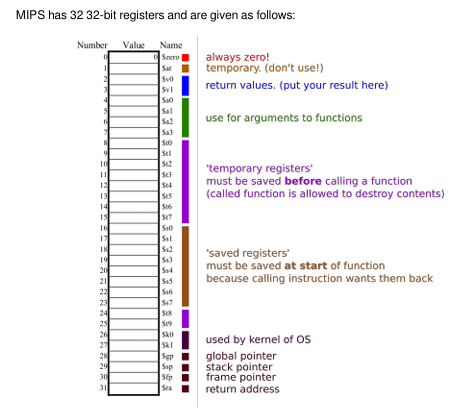 MIPS has 32 32-bit registers and are given as follows:
Number Value Name
0 0 $zero always zero!
1 $at temporary. (don't use!)
2 $v0 return values. (put your result here)
3 $v1
4 $a0
5 $a1 use for arguments to functions
6 $a2
7 $a3
8 $t0
9 $t1
10 $t2 'temporary registers'
11 $t3 must be saved before calling a function
12 $t4 (called function is allowed to destroy contents)
13 $t5
14 $t6
15 $t7
16 $s0
17 $s1
18 $s2 'saved registers'
19 $s3 must be saved at start of function
20 $s4 because calling instruction wants them back
21 $s5
22 $s6
23 $s7
24 $t8
25 $t9
26 $k0 used by kernel of OS
27 $k1
28 $gp global pointer
29 $sp stack pointer
30 $fp frame pointer
31 $ra return address